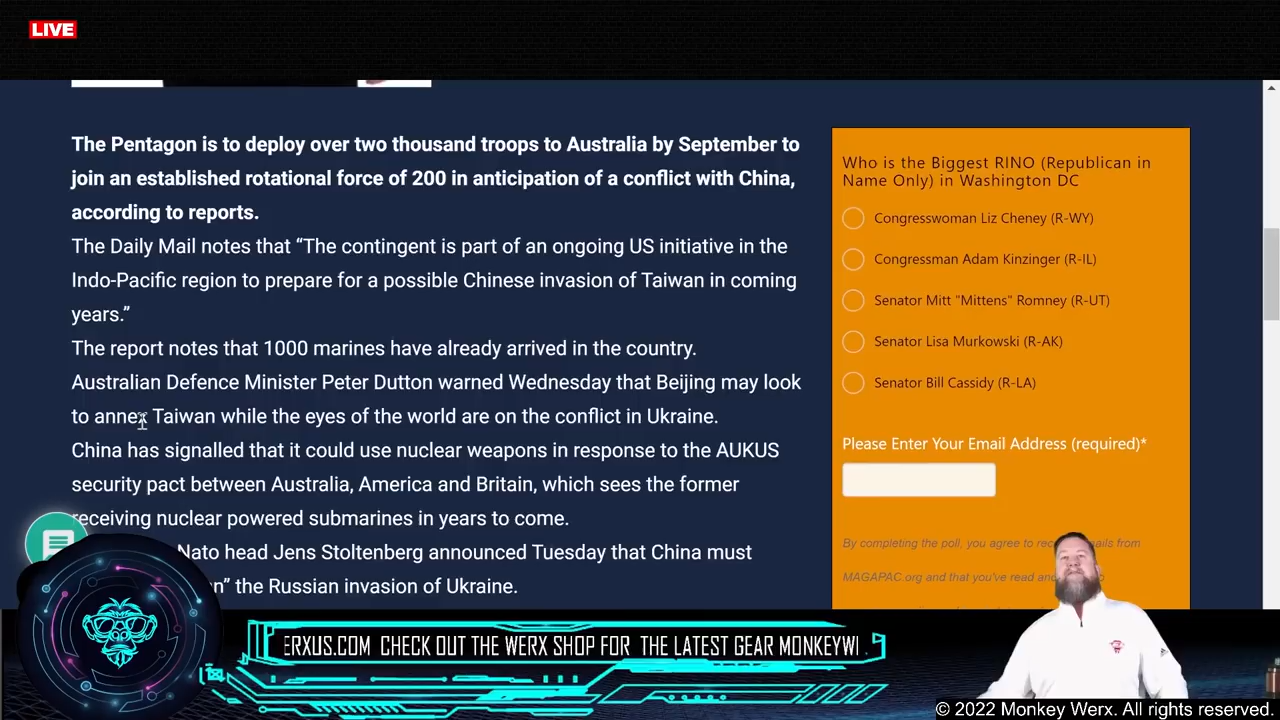 LIVE
The Pentagon is to deploy over two thousand troops to Australia by September to
join an established rotational force of 200 in anticipation of a conflict with China,
according to reports.
The Daily Mail notes that “The contingent is part of an ongoing US initiative in the
Indo-Pacific region to prepare for a possible Chinese invasion of Taiwan in coming
years.”
The report notes that 1000 marines have already arrived in the country.
Australian Defence Minister Peter Dutton warned Wednesday that Beijing may look
to annex Taiwan while the eyes of the world are on the conflict in Ukraine.
China has signalled that it could use nuclear weapons in response to the AUKUS
security pact between Australia, America and Britain, which sees the former
receiving nuclear powered submarines in years to come.
Nato head Jens Stoltenberg announced Tuesday that China must
the Russian invasion of Ukraine.
Who is the Biggest RINO (Republican in
Name Only) in Washington DC
Congresswoman Liz Cheney (R-WY)
Congressman Adam Kinzinger (R-IL)
Senator Mitt "Mittens" Romney (R-UT)
Senator Lisa Murkowski (R-AK)
Senator Bill Cassidy (R-LA)
Please Enter Your Email Address (required)*
By completing the poll, you agree to
from
MAGAPAC.org and that you've read
ERXUS.COM CHECK OUT THE WERX SHOP FOR THE LATEST GEAR MONKEYW
© 2022 Monkey Werx. All rights reserved.